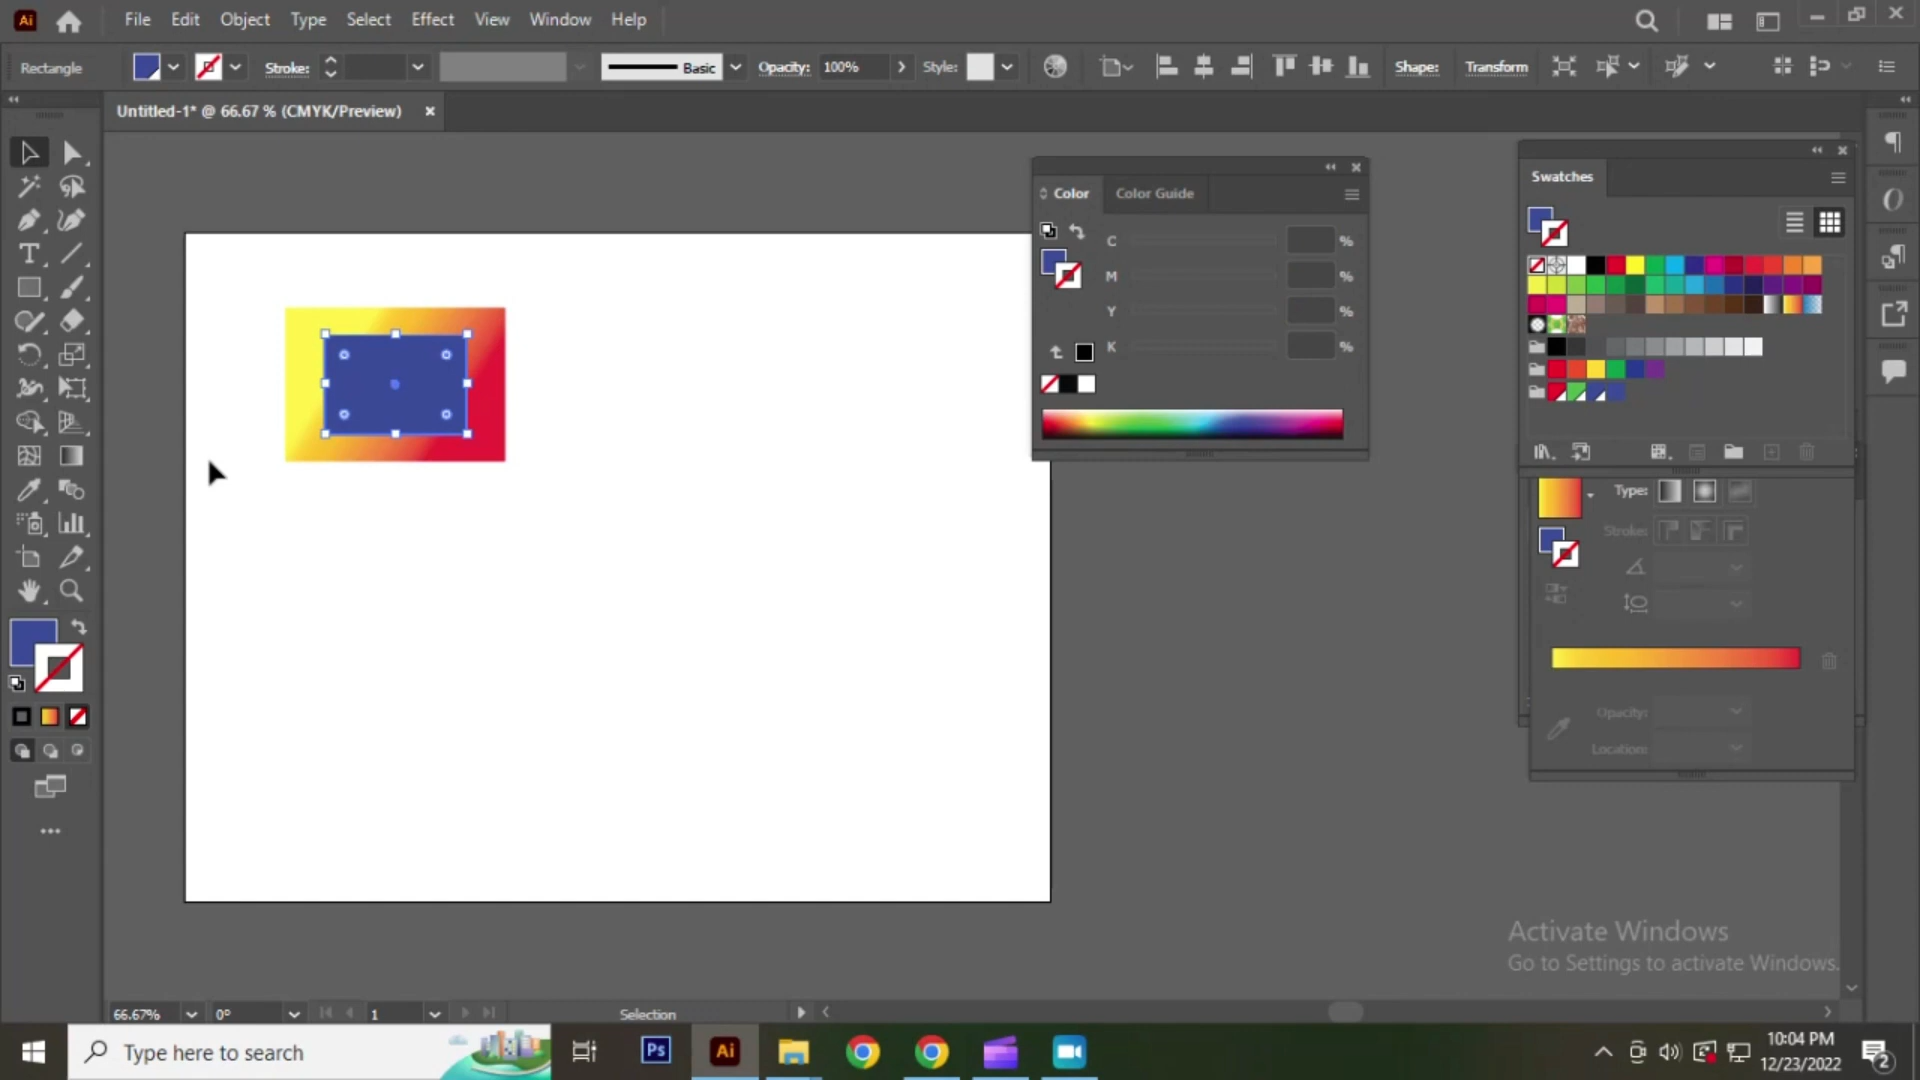 Ai File Edit Object Type Select Effect View Window Help
Rectangle Stroke: Basic Opacity: 100% Style: Shape: Transform
Untitled-1* @ 66.67 % (CMYK/Preview)
Color Color Guide
C %
M %
Y %
K %
Swatches
Type:
Stroke:
Opacity:
Location:
Activate Windows
Go to Settings to activate Windows.
66.67% 0° 1 Selection
Type here to search
Ps Ai
10:04 PM
12/23/2022
2